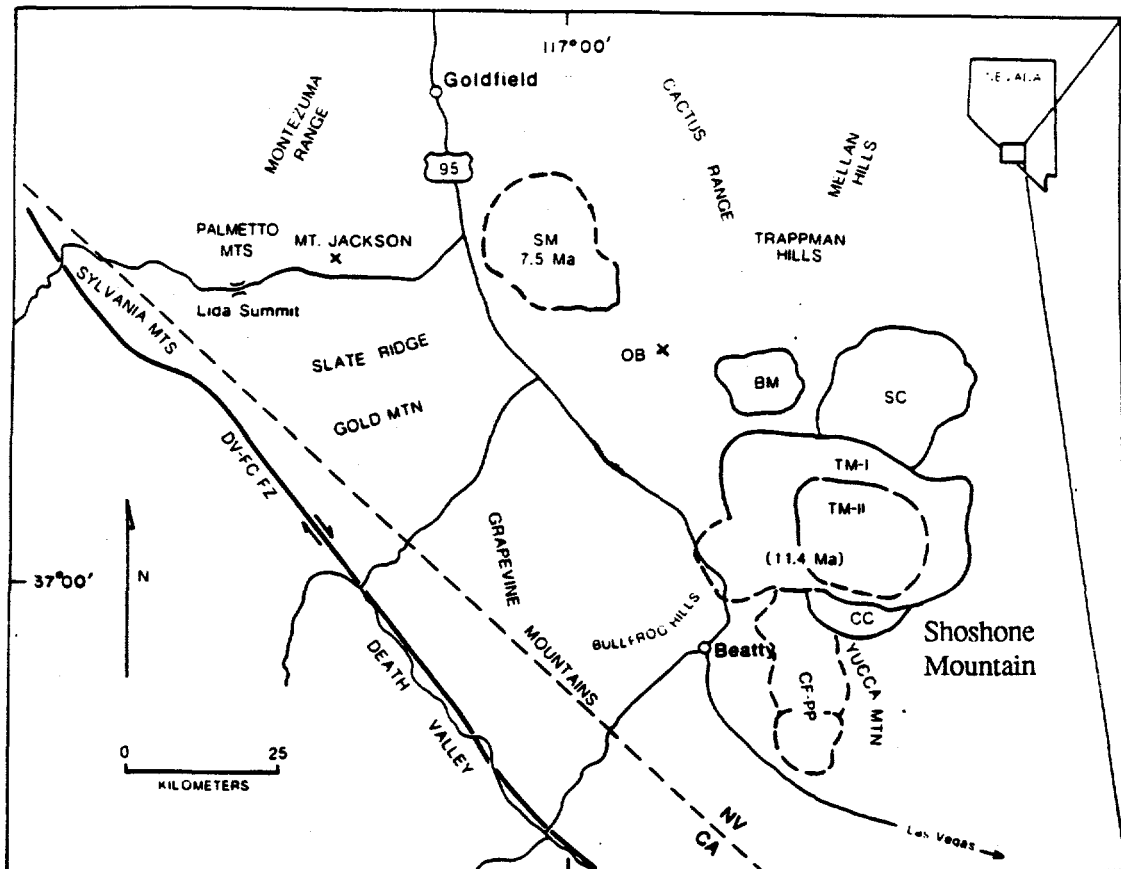 117°00'
Goldfield
NEVADA
MONTEZUMA
RANGE
CACTUS RANGE
MELLAN
HILLS
95
PALMETTO
MTS
MT. JACKSON
SM
7.5 Ma
TRAPPMAN
HILLS
SYLVANIA MTS
Lida Summit
SLATE RIDGE
OB
BM
SC
GOLD MTN
DV-FC FZ
TM-I
TM-II
(11.4 Ma)
37°00'
N
GRAPEVINE
MOUNTAINS
BULLFROG HILLS
CC
Shoshone
Mountain
Beatty
YUCCA MTN
CF-PP
DEATH
VALLEY
0 25
KILOMETERS
NV
CA
Las Vegas